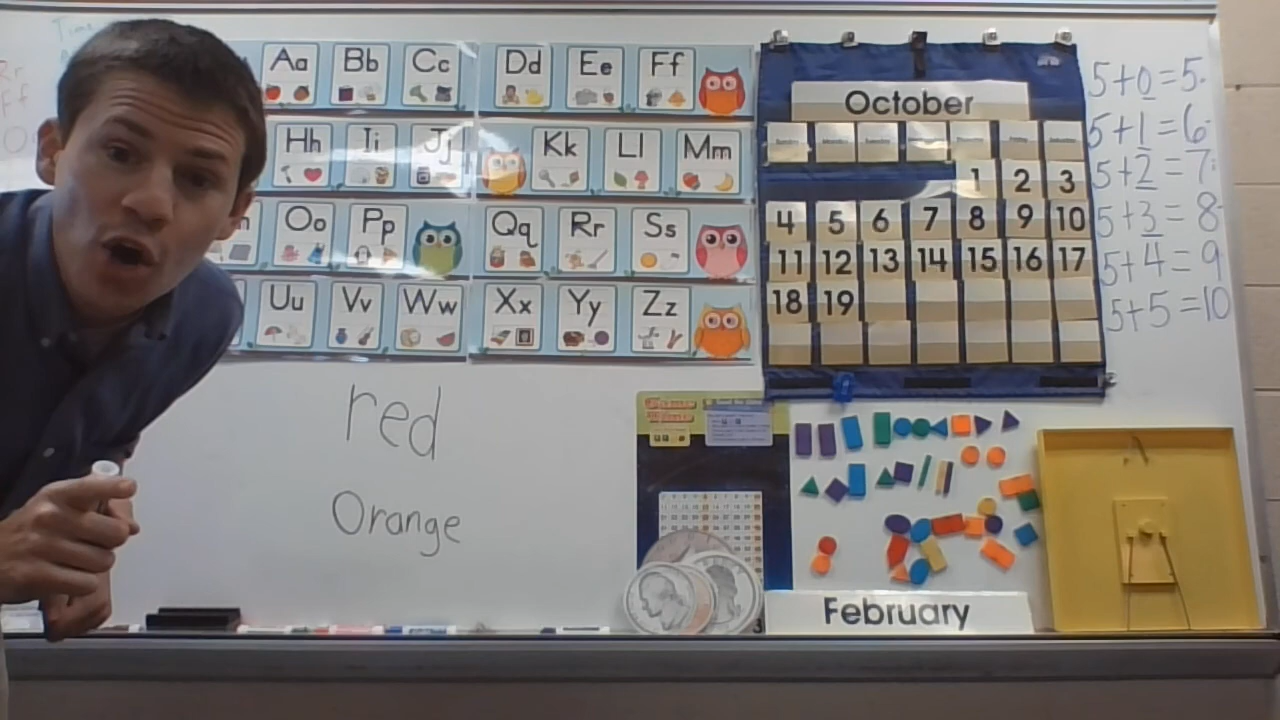 Aa Bb Cc Dd Ee Ff
Hh Ii Jj Kk Ll Mm
Oo Pp Qq Rr Ss
Uu Vv Ww Xx Yy Zz
October
1 2 3
4 5 6 7 8 9 10
11 12 13 14 15 16 17
18 19
5+0=5
5+1=6
5+2=7
5+3=8
5+4=9
5+5=10
red
Orange
February